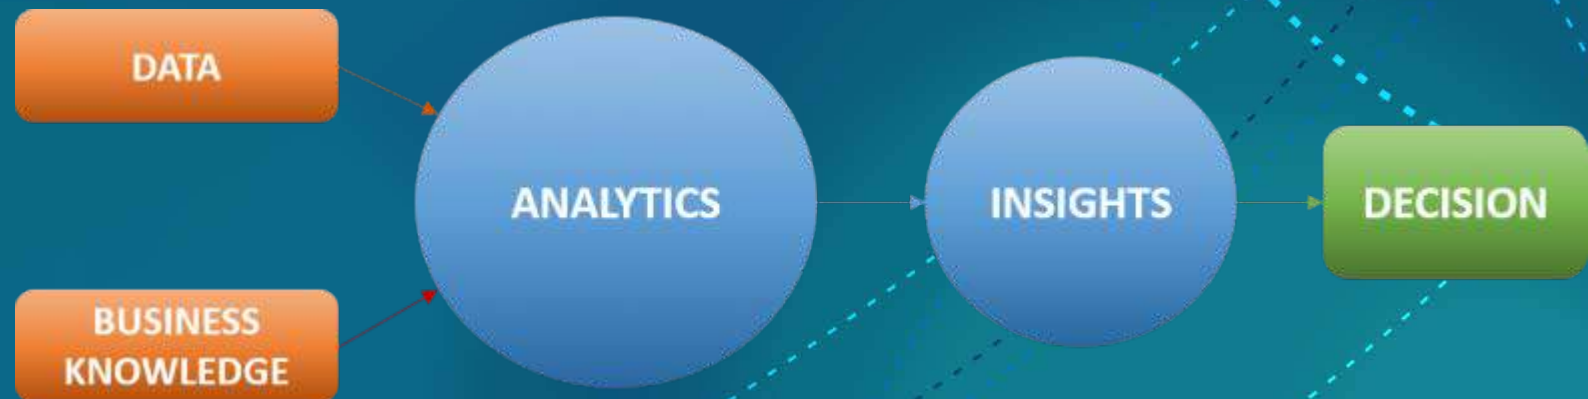 DATA
ANALYTICS
INSIGHTS
DECISION
BUSINESS
KNOWLEDGE